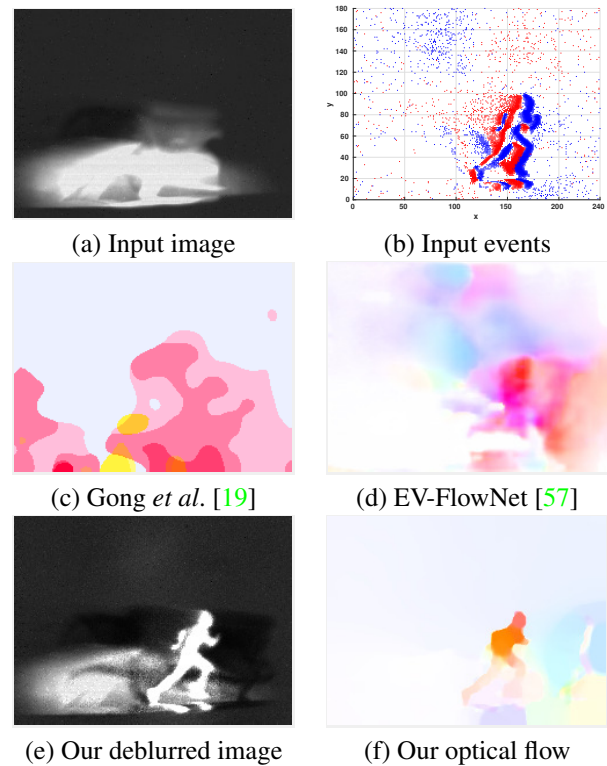 180
160
140
120
100
80
60
40
20
0
y
0 50 100 150 200 240
x
(a) Input image
(b) Input events
(c) Gong et al. [19]
(d) EV-FlowNet [57]
(e) Our deblurred image
(f) Our optical flow